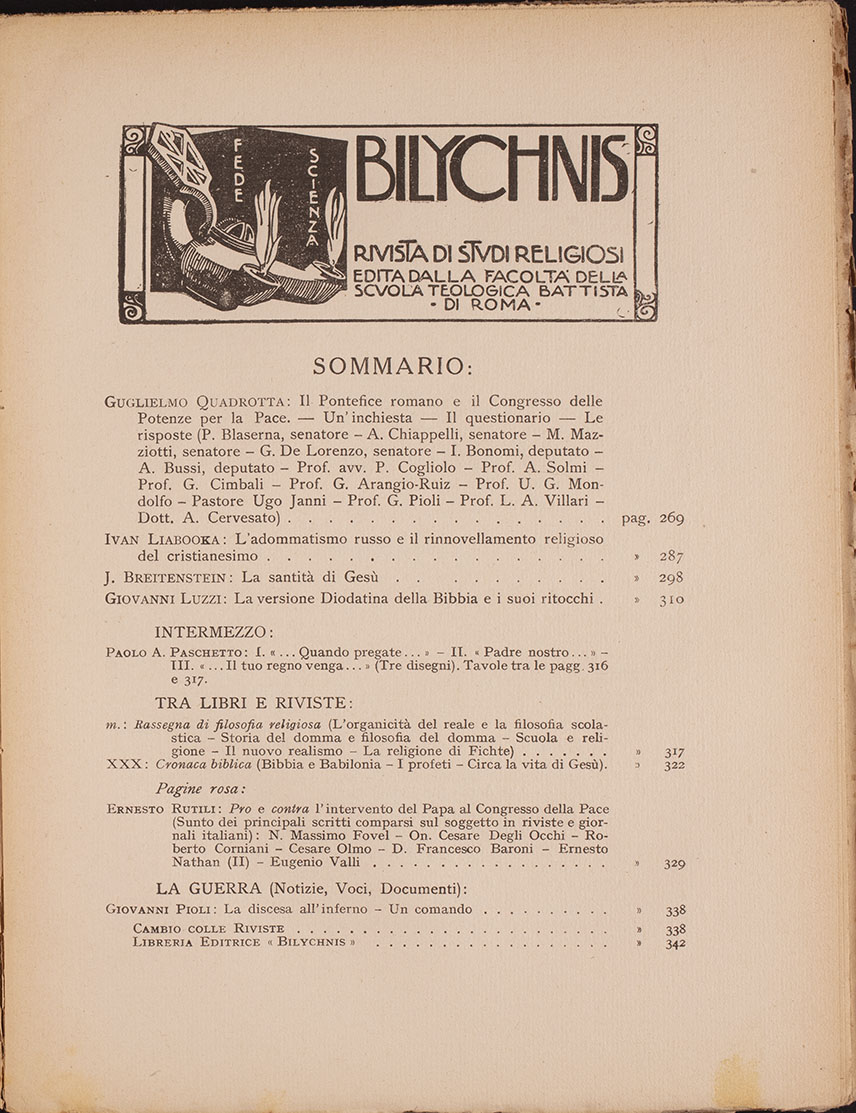 FEDE
SCIENZA
BILYCHNIS
RIVISTA DI STVDI RELIGIOSI
EDITA DALLA FACOLTA' DELLA
SCVOLA TEOLOGICA BATTISTA
· DI ROMA ·
SOMMARIO:
GUGLIELMO QUADROTTA: Il Pontefice romano e il Congresso delle
Potenze per la Pace. — Un'inchiesta — Il questionario — Le
risposte (P. Blaserna, senatore – A. Chiappelli, senatore – M. Maz-
ziotti, senatore – G. De Lorenzo, senatore – I. Bonomi, deputato –
A. Bussi, deputato – Prof. avv. P. Cogliolo – Prof. A. Solmi –
Prof. G. Cimbali – Prof. G. Arangio-Ruiz – Prof. U. G. Mon-
dolfo – Pastore Ugo Janni – Prof. G. Pioli – Prof. L. A. Villari –
Dott. A. Cervesato) . . . . . . . . . . . . . . . . pag. 269
IVAN LIABOOKA: L'adommatismo russo e il rinnovellamento religioso
del cristianesimo . . . . . . . . . . . . . . . . » 287
J. BREITENSTEIN: La santità di Gesù . . . . . . . . . . » 298
GIOVANNI LUZZI: La versione Diodatina della Bibbia e i suoi ritocchi . » 310
INTERMEZZO:
PAOLO A. PASCHETTO: I. « ... Quando pregate... » – II. « Padre nostro... » –
III. « ... Il tuo regno venga... » (Tre disegni). Tavole tra le pagg. 316
e 317.
TRA LIBRI E RIVISTE:
m.: Rassegna di filosofia religiosa (L'organicità del reale e la filosofia scola-
stica – Storia del domma e filosofia del domma – Scuola e reli-
gione – Il nuovo realismo – La religione di Fichte) . . . . . . . » 317
XXX: Cronaca biblica (Bibbia e Babilonia – I profeti – Circa la vita di Gesù). » 322
Pagine rosa:
ERNESTO RUTILI: Pro e contra l'intervento del Papa al Congresso della Pace
(Sunto dei principali scritti comparsi sul soggetto in riviste e gior-
nali italiani): N. Massimo Fovel – On. Cesare Degli Occhi – Ro-
berto Corniani – Cesare Olmo – D. Francesco Baroni – Ernesto
Nathan (II) – Eugenio Valli . . . . . . . . . . . . . . . . . » 329
LA GUERRA (Notizie, Voci, Documenti):
GIOVANNI PIOLI: La discesa all'inferno – Un comando . . . . . . . . . . » 338
CAMBIO COLLE RIVISTE . . . . . . . . . . . . . . . . . . . . . . . . » 338
LIBRERIA EDITRICE « BILYCHNIS » . . . . . . . . . . . . . . . . . . » 342